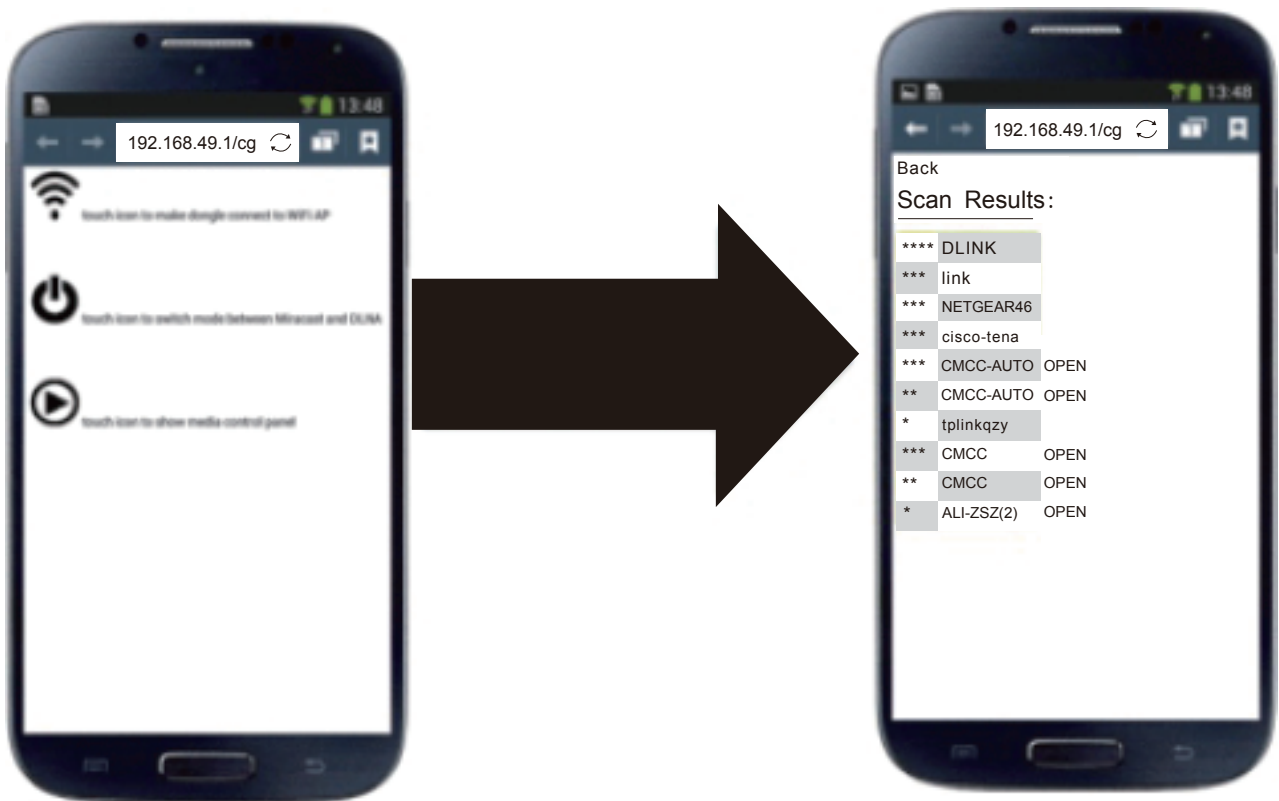 13:48
192.168.49.1/cg
touch icon to make dongle connect to WIFI AP
touch icon to switch mode between Miracast and DLNA
touch icon to show media control panel
13:48
192.168.49.1/cg
Back
Scan Results:
**** DLINK
*** link
*** NETGEAR46
*** cisco-tena
*** CMCC-AUTO OPEN
** CMCC-AUTO OPEN
* tplinkqzy
*** CMCC OPEN
** CMCC OPEN
* ALI-ZSZ(2) OPEN